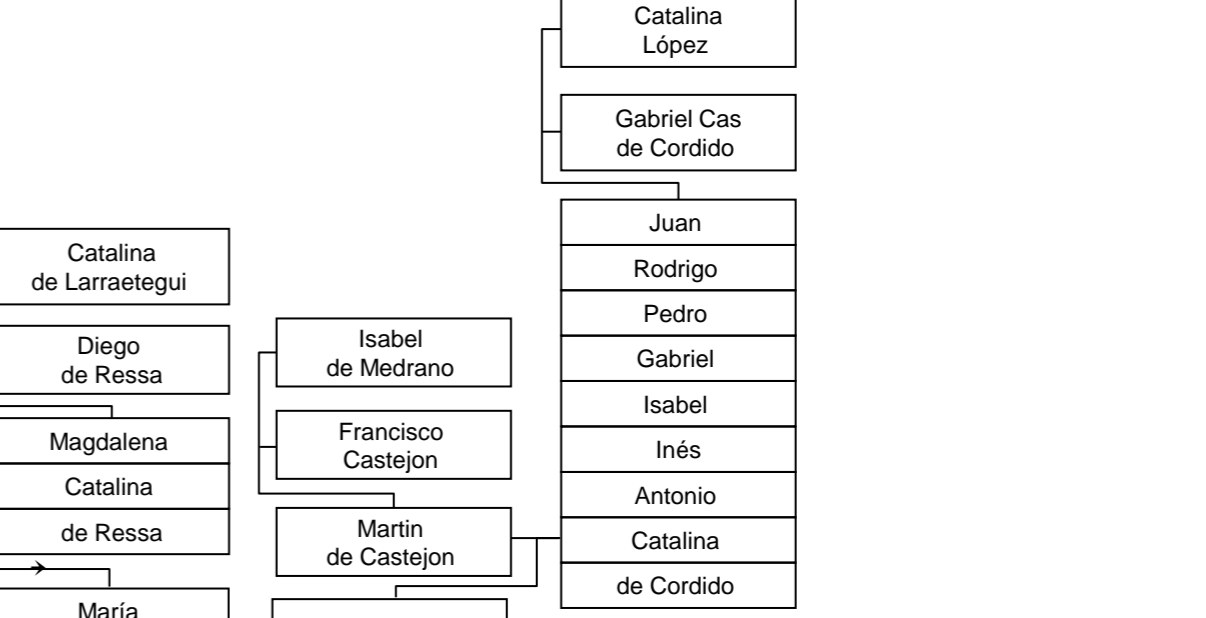 Catalina
López
Gabriel Cas
de Cordido
Juan
Rodrigo
Pedro
Gabriel
Isabel
Inés
Antonio
Catalina
de Cordido
Catalina
de Larraetegui
Diego
de Ressa
Magdalena
Catalina
de Ressa
María
Isabel
de Medrano
Francisco
Castejon
Martin
de Castejon